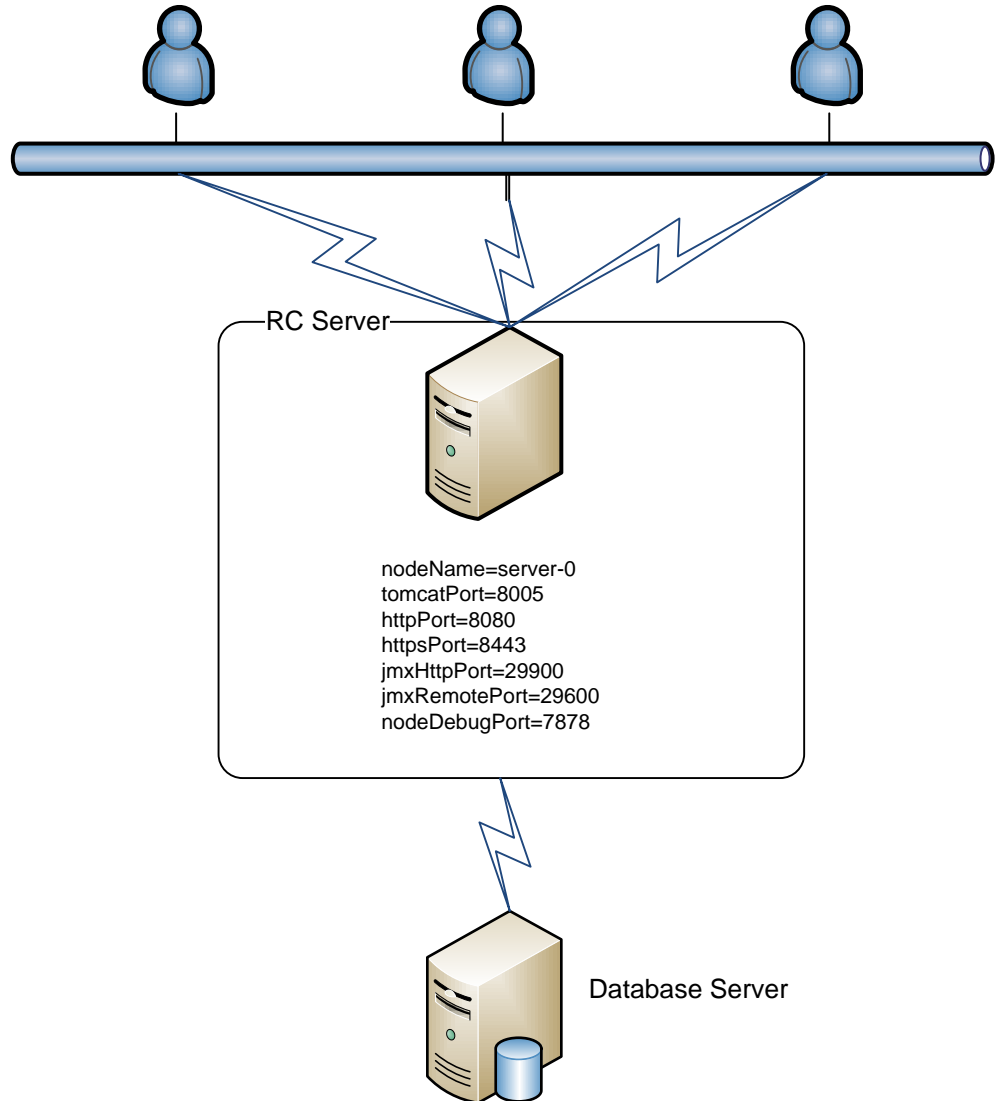 RC Server
nodeName=server-0
tomcatPort=8005
httpPort=8080
httpsPort=8443
jmxHttpPort=29900
jmxRemotePort=29600
nodeDebugPort=7878
Database Server